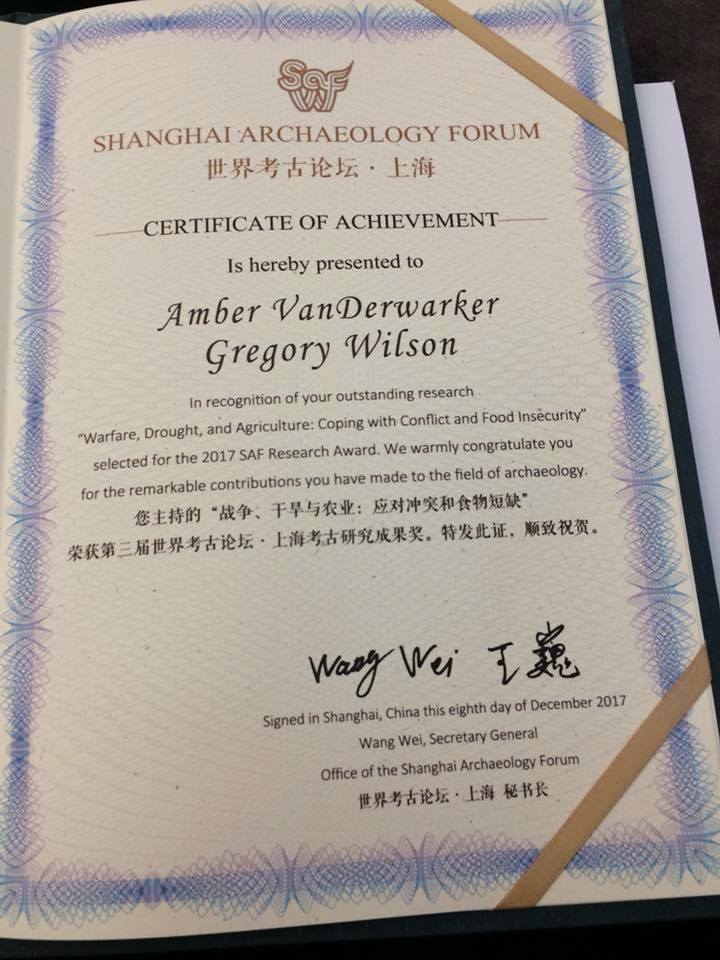 SAF
SHANGHAI ARCHAEOLOGY FORUM
世界考古论坛·上海
CERTIFICATE OF ACHIEVEMENT
Is hereby presented to
Amber VanDerwarker
Gregory Wilson
In recognition of your outstanding research
“Warfare, Drought, and Agriculture: Coping with Conflict and Food Insecurity”
selected for the 2017 SAF Research Award. We warmly congratulate you
for the remarkable contributions you have made to the field of archaeology.
您主持的“战争、干旱与农业：应对冲突和食物短缺”
荣获第三届世界考古论坛·上海考古研究成果奖。特发此证，顺致祝贺。
Wang Wei 王巍
Signed in Shanghai, China this eighth day of December 2017
Wang Wei, Secretary General
Office of the Shanghai Archaeology Forum
世界考古论坛·上海 秘书长